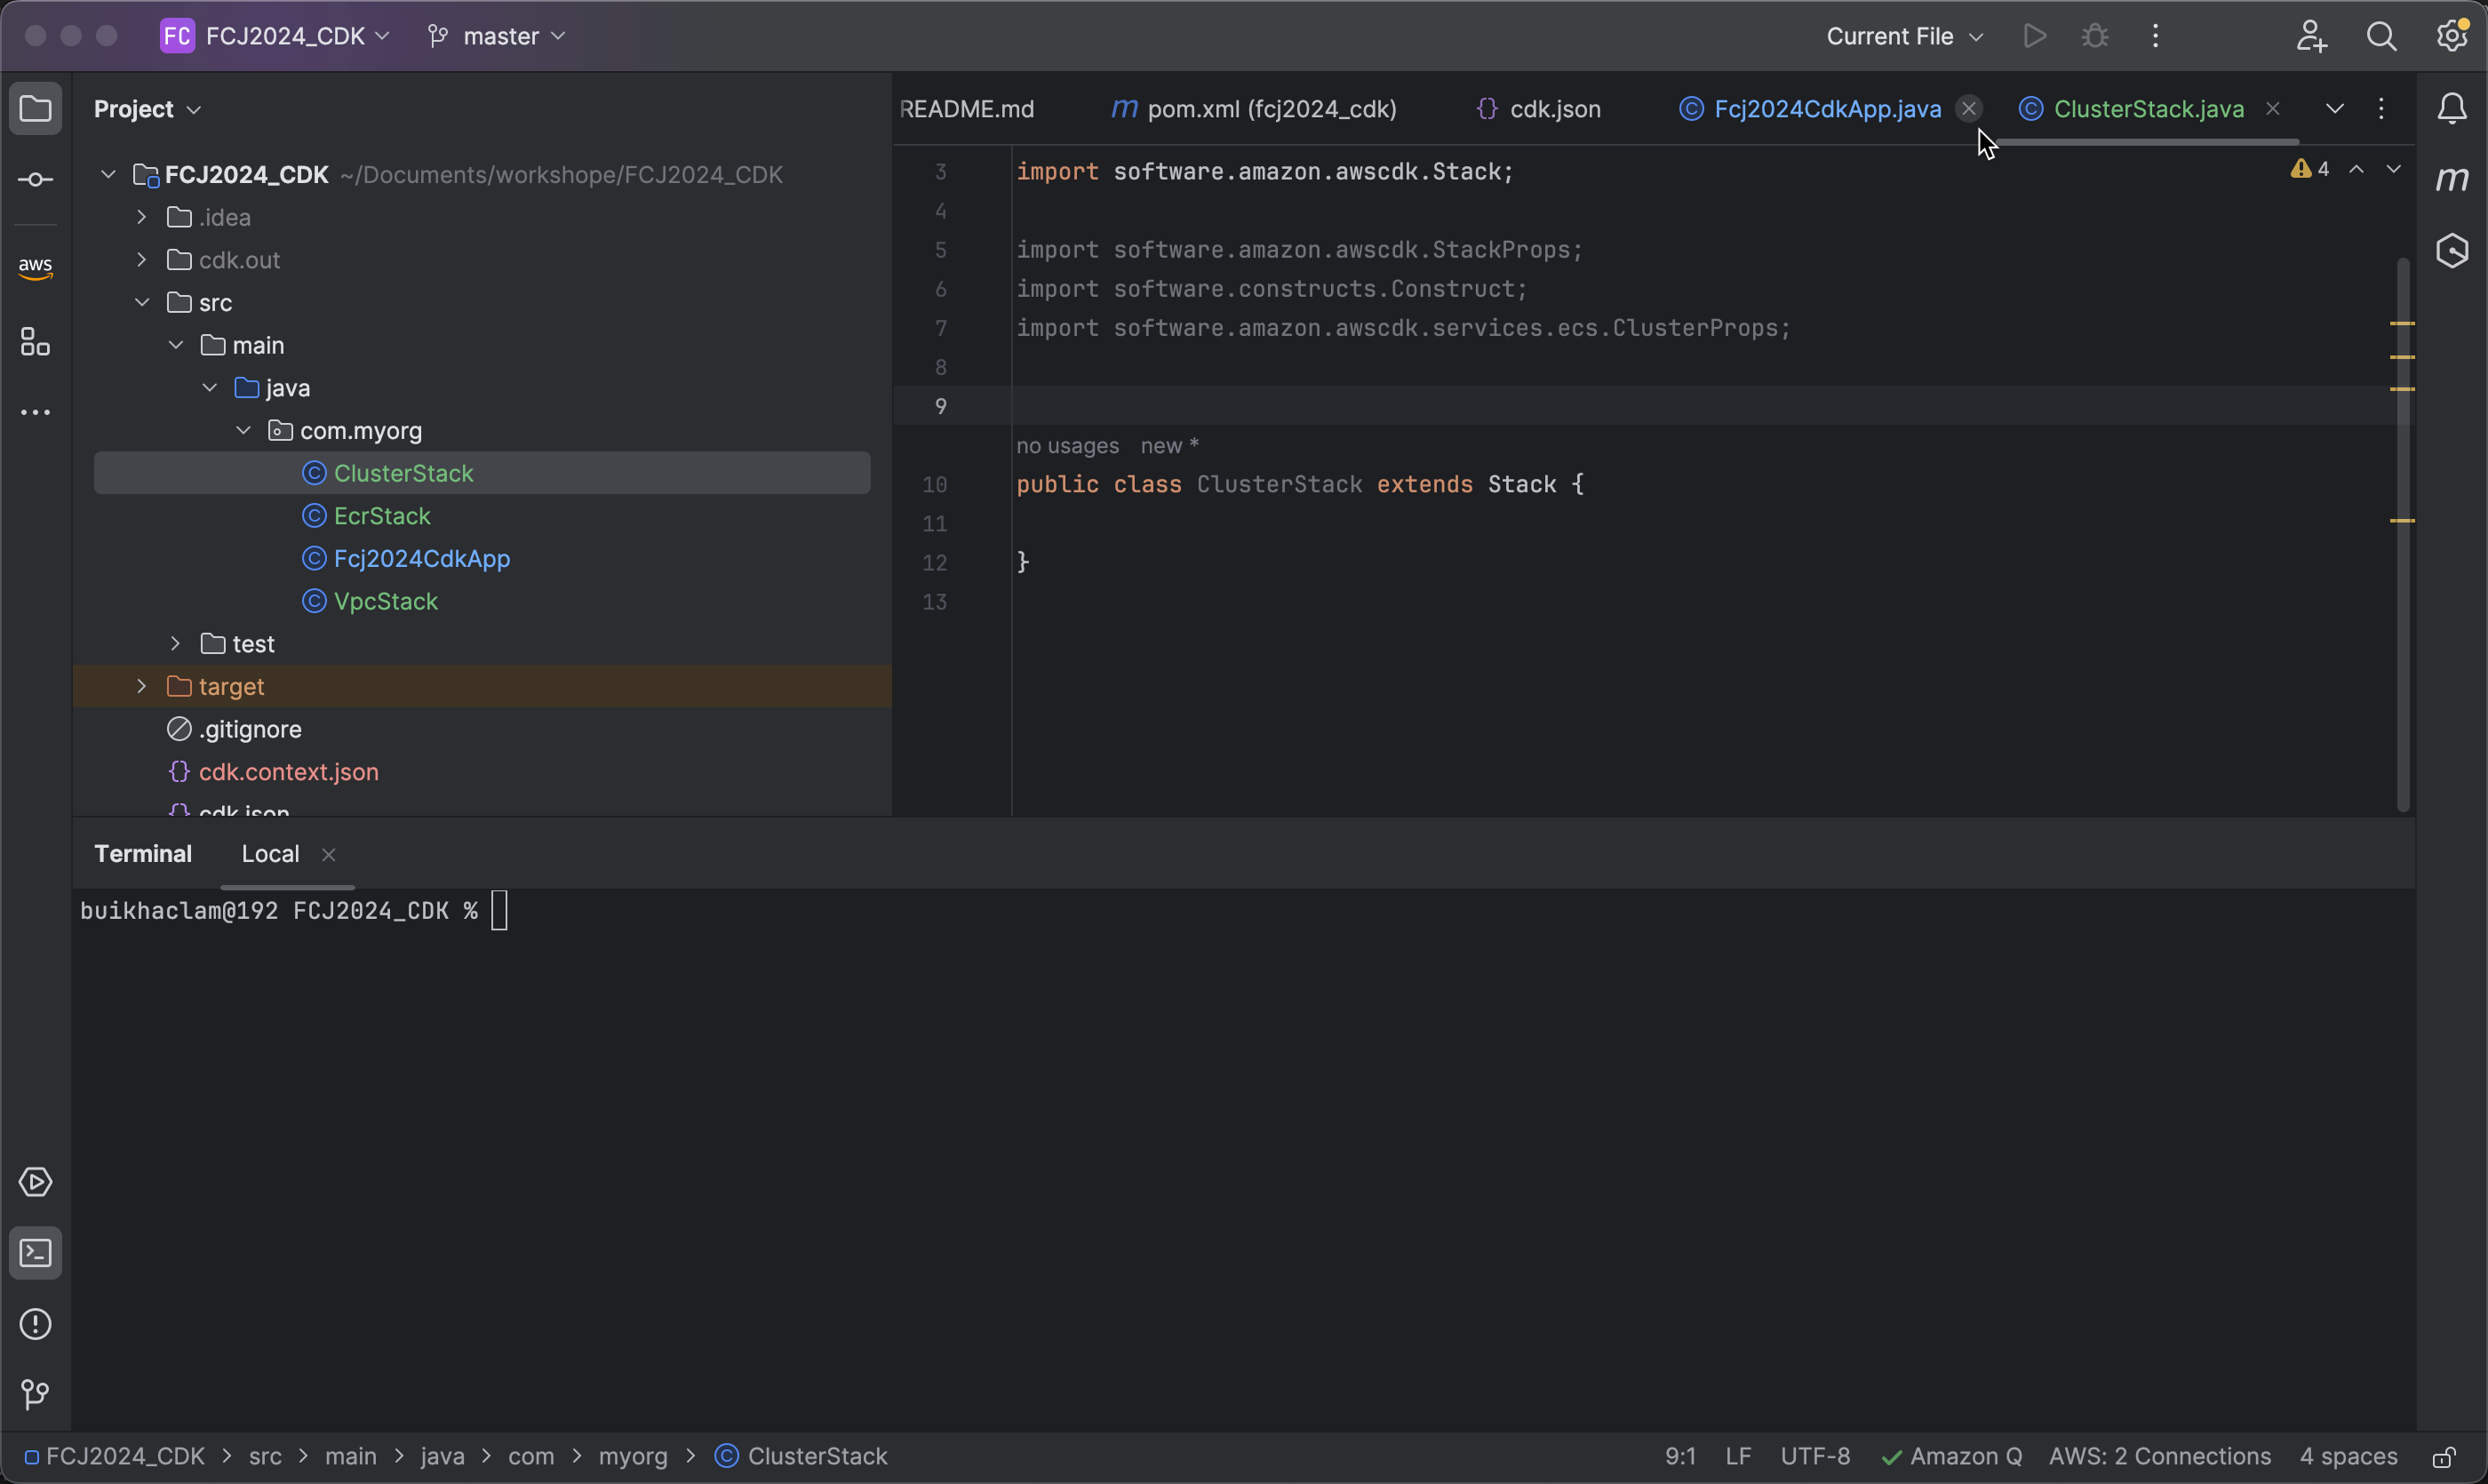 FC FCJ2024_CDK master Current File
Project
FCJ2024_CDK ~/Documents/workshope/FCJ2024_CDK
.idea
cdk.out
src
main
java
com.myorg
ClusterStack
EcrStack
Fcj2024CdkApp
VpcStack
test
target
.gitignore
cdk.context.json
cdk.json
aws
README.md m pom.xml (fcj2024_cdk) {} cdk.json Fcj2024CdkApp.java ClusterStack.java
4
3 import software.amazon.awscdk.Stack;
4
5 import software.amazon.awscdk.StackProps;
6 import software.constructs.Construct;
7 import software.amazon.awscdk.services.ecs.ClusterProps;
8
9
no usages new *
10 public class ClusterStack extends Stack {
11
12 }
13
m
Terminal Local
buikhaclam@192 FCJ2024_CDK %
FCJ2024_CDK > src > main > java > com > myorg > ClusterStack 9:1 LF UTF-8 Amazon Q AWS: 2 Connections 4 spaces